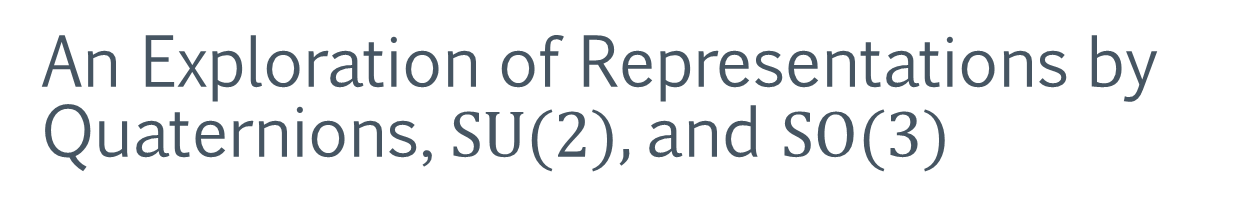 An Exploration of Representations by
Quaternions, SU(2), and SO(3)